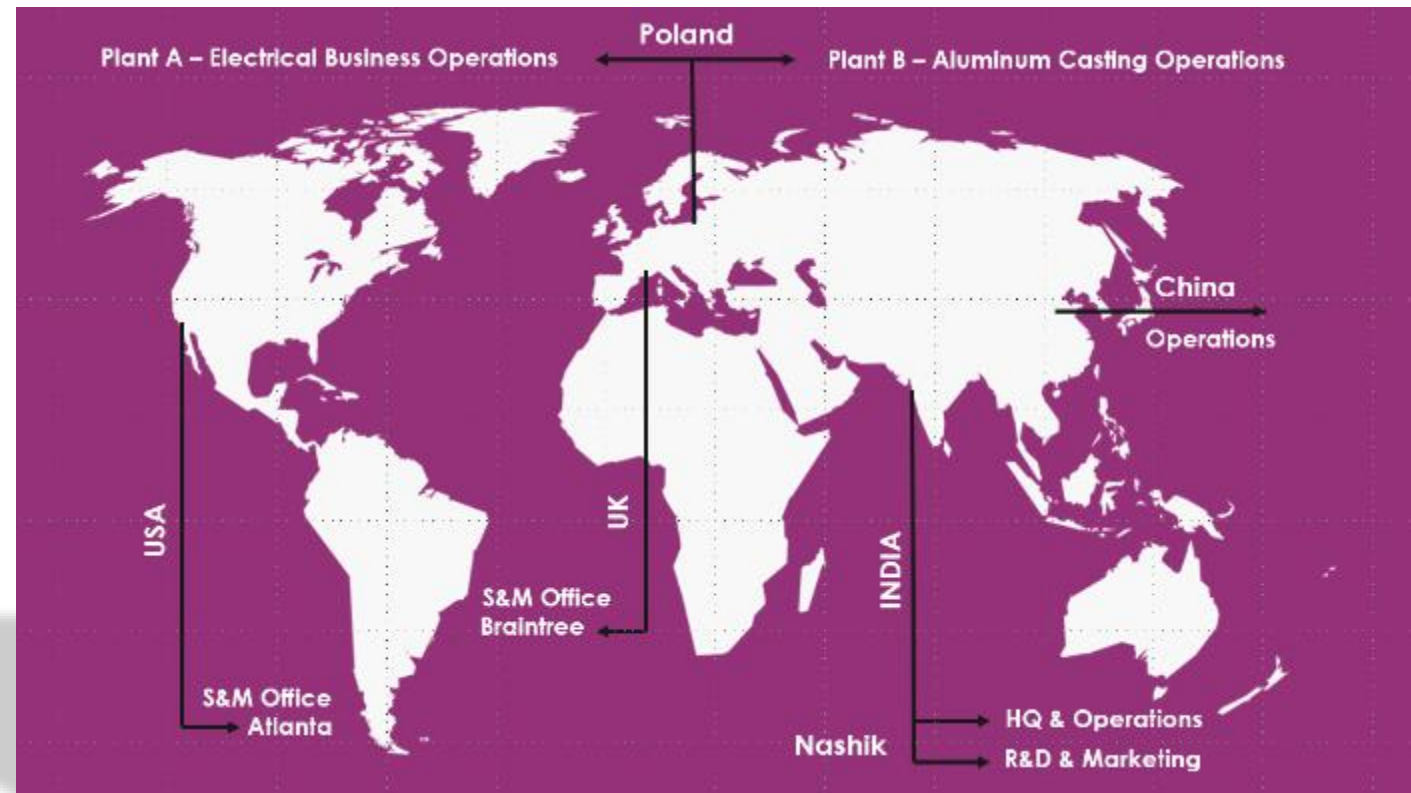 Poland
Plant A – Electrical Business Operations
Plant B – Aluminum Casting Operations
China
Operations
USA
UK
INDIA
S&M Office
Braintree
S&M Office
Atlanta
Nashik
HQ & Operations
R&D & Marketing